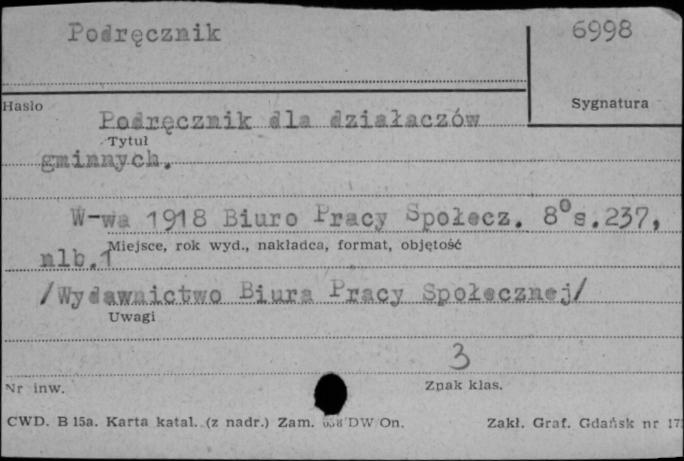 Podręcznik
6998
Hasło
Sygnatura
Podręcznik dla działaczów
Tytuł
gminnych.
W-wa 1918 Biuro Pracy Społecz. 8° s.237,
Miejsce, rok wyd., nakładca, format, objętość
nlb.1
/Wydawnictwo Biura Pracy Społecznej/
Uwagi
3
Nr inw.
Znak klas.
CWD. B 15a. Karta katal. (z nadr.) Zam. DW On.
Zakł. Graf. Gdańsk nr